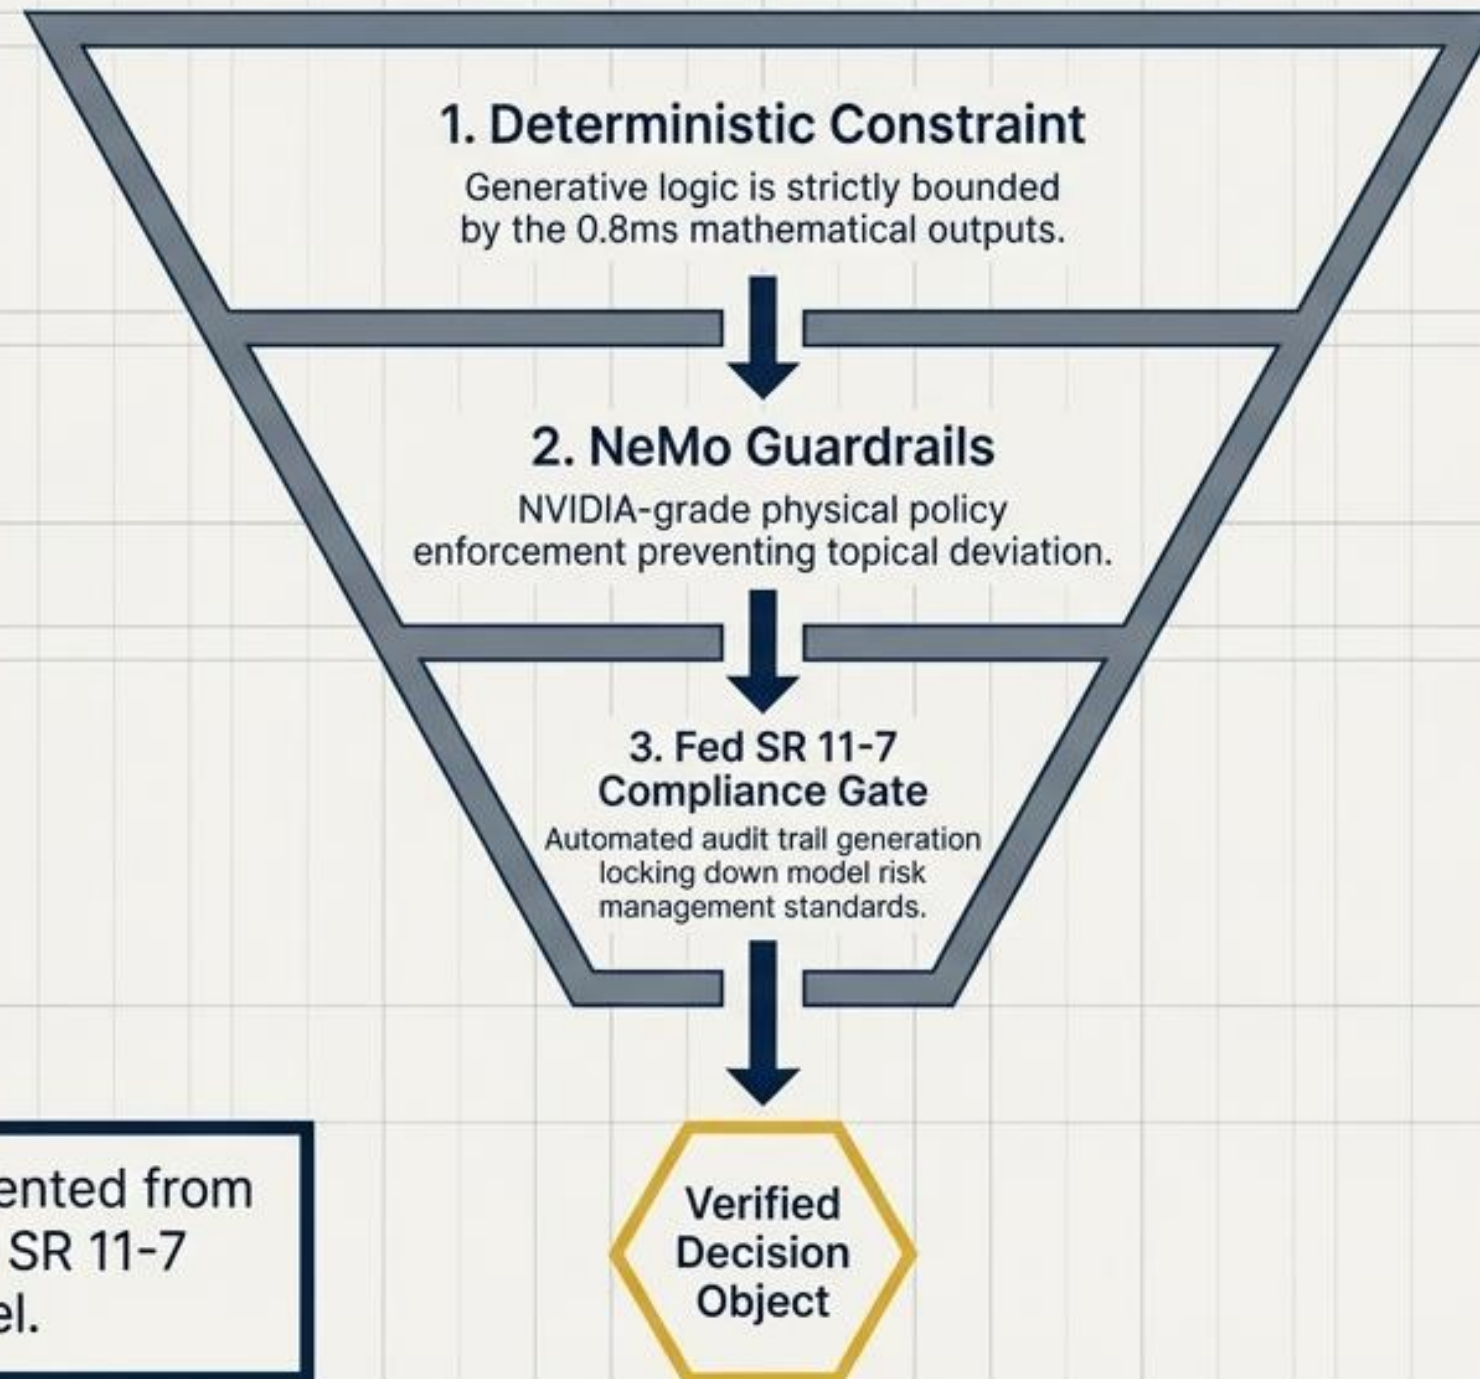 1. Deterministic Constraint
Generative logic is strictly bounded
by the 0.8ms mathematical outputs.
2. NeMo Guardrails
NVIDIA-grade physical policy
enforcement preventing topical deviation.
3. Fed SR 11-7
Compliance Gate
Automated audit trail generation
locking down model risk
management standards.
ented from
SR 11-7
el.
Verified
Decision
Object